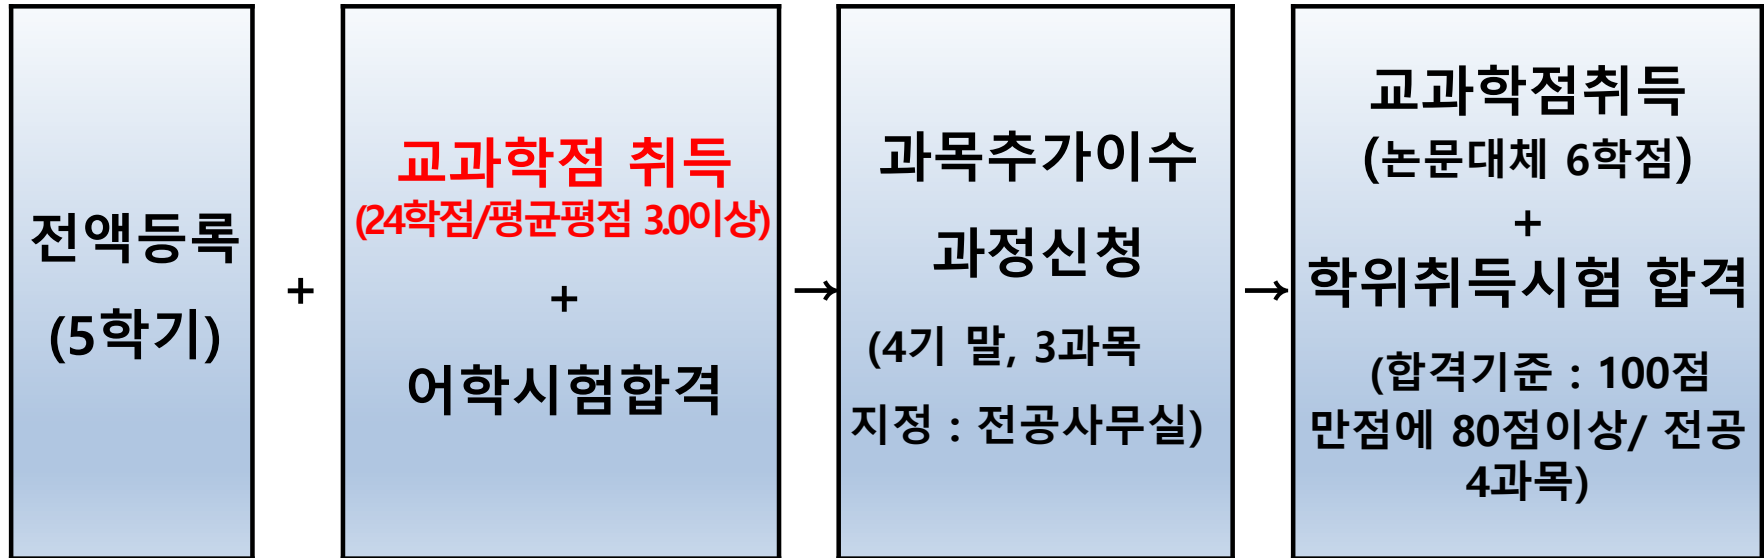 전액등록
(5학기)
+
교과학점 취득
(24학점/평균평점 3.0이상)
+
어학시험합격
→
과목추가이수
과정신청
(4기 말, 3과목
지정 : 전공사무실)
→
교과학점취득
(논문대체 6학점)
+
학위취득시험 합격
(합격기준 : 100점
만점에 80점이상/ 전공
4과목)